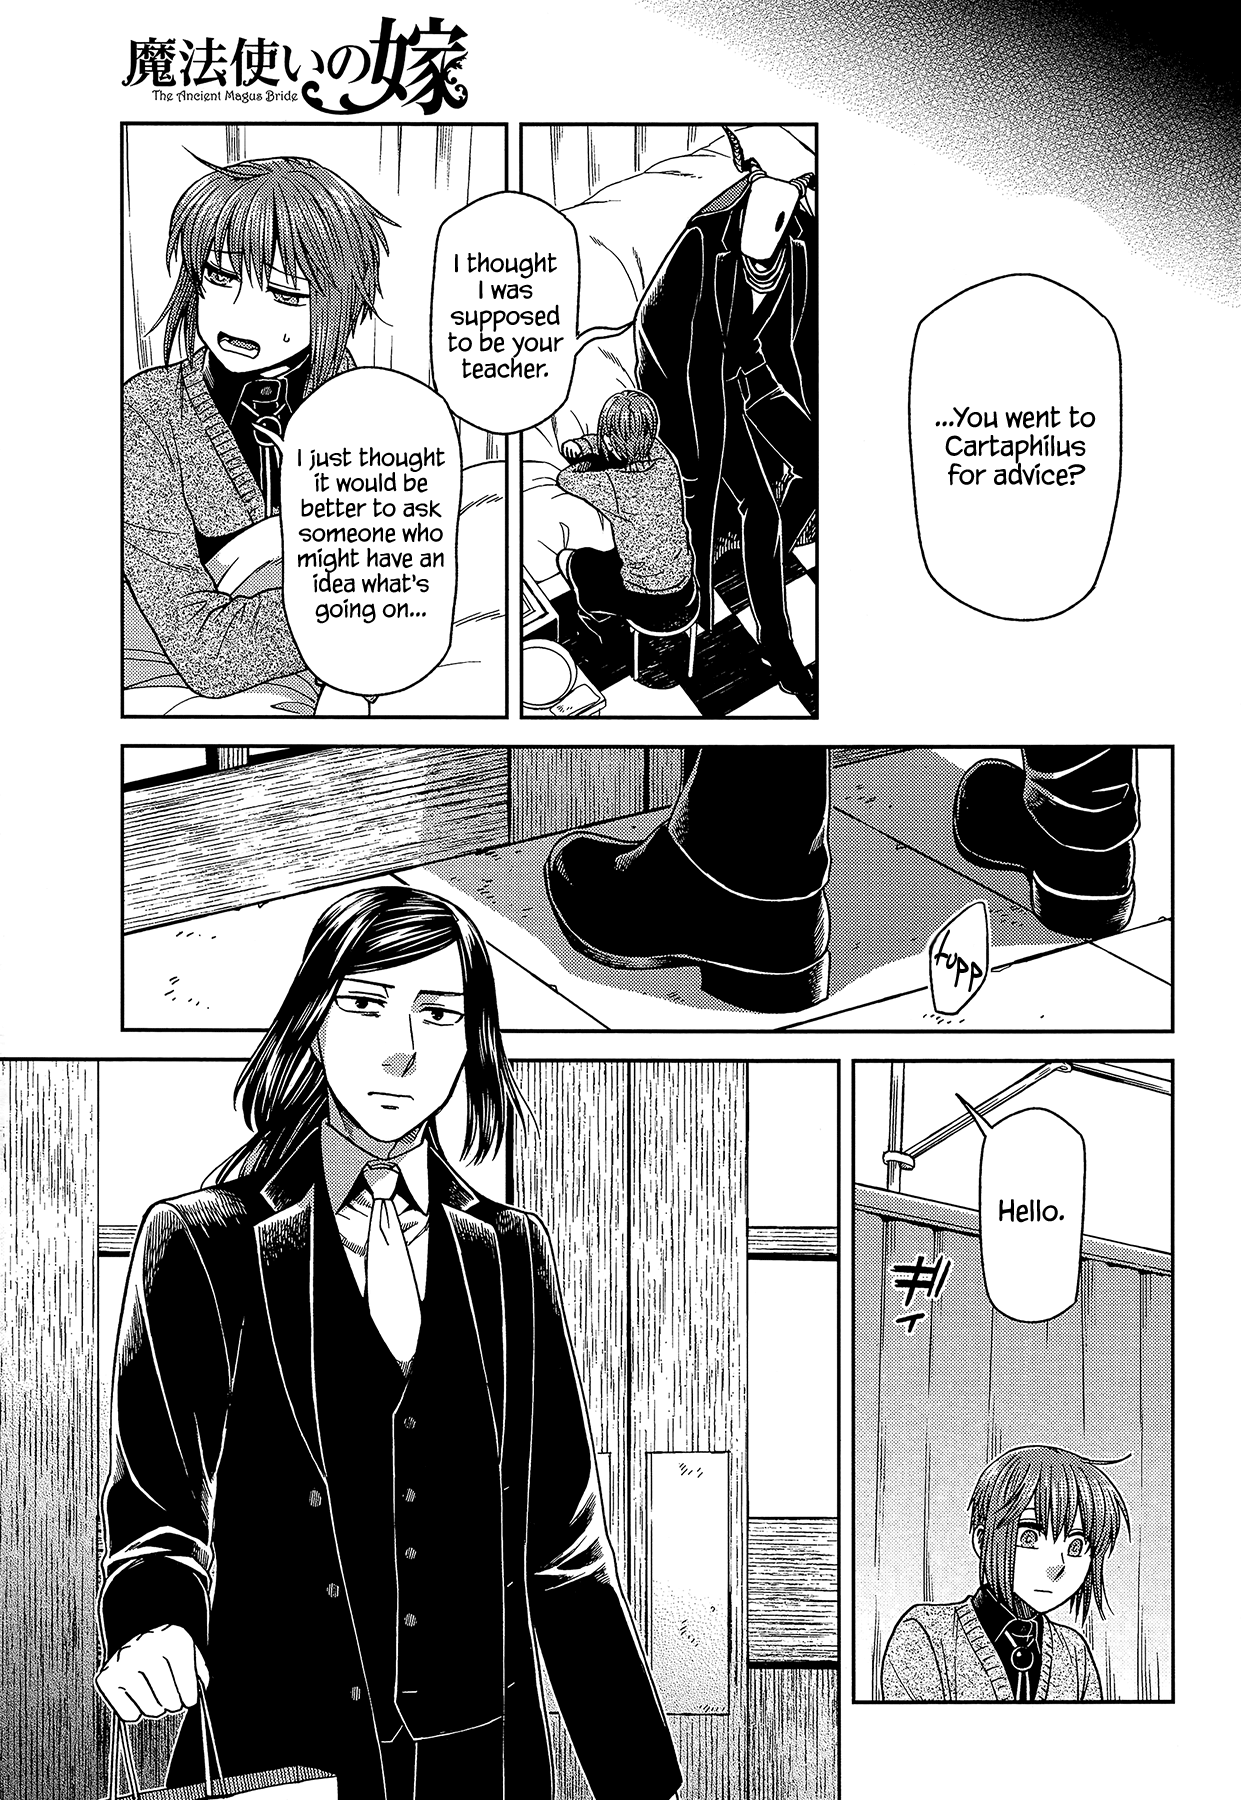 魔法使いの嫁
The Ancient Magus Bride
...You went to
Cartaphilus
for advice?
I thought
I was
supposed
to be your
teacher.
I just thought
it would be
better to ask
someone who
might have an
idea what's
going on...
tupp
Hello.